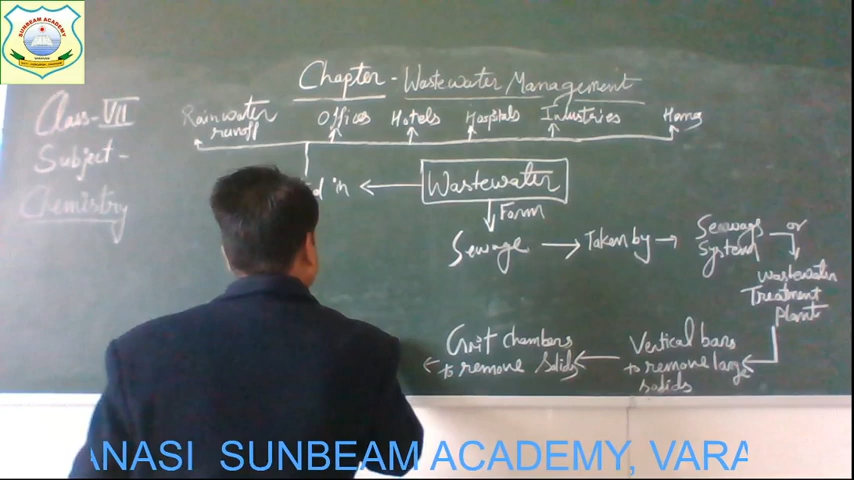 SUNBEAM ACADEMY
Chapter - Wastewater Management
Class-VII
Subject -
Chemistry
Rainwater runoff
Offices
Hotels
Hospitals
Industries
Homes
d in
Wastewater
Form
Sewage
Taken by
Sewage System
or
Wastewater
Treatment
Plant
Vertical bars
to remove large
solids
Grit chambers
to remove solids
ANASI SUNBEAM ACADEMY, VARA